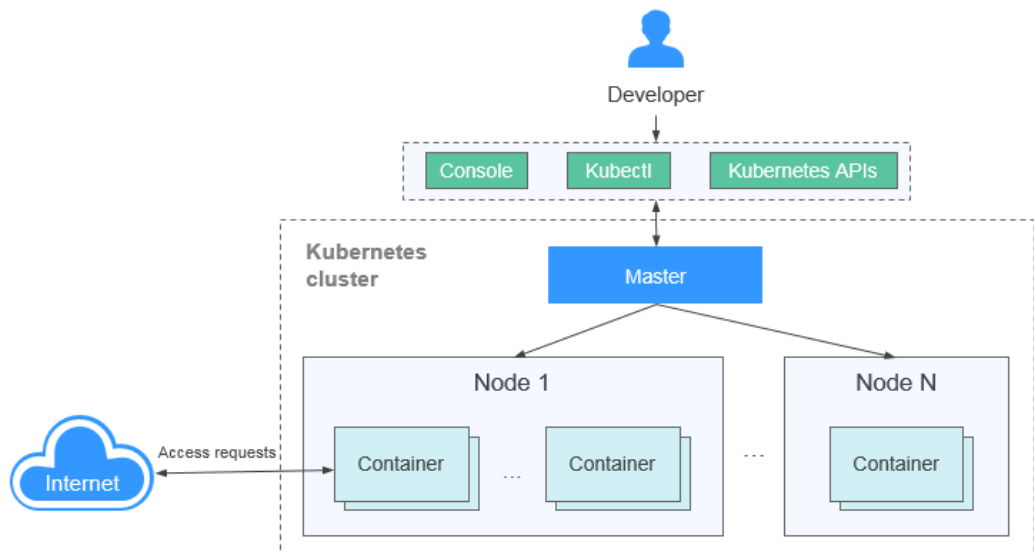 Developer
Console
Kubectl
Kubernetes APIs
Kubernetes
cluster
Master
Node 1
Node N
Container
...
Container
...
Container
Access requests
Internet